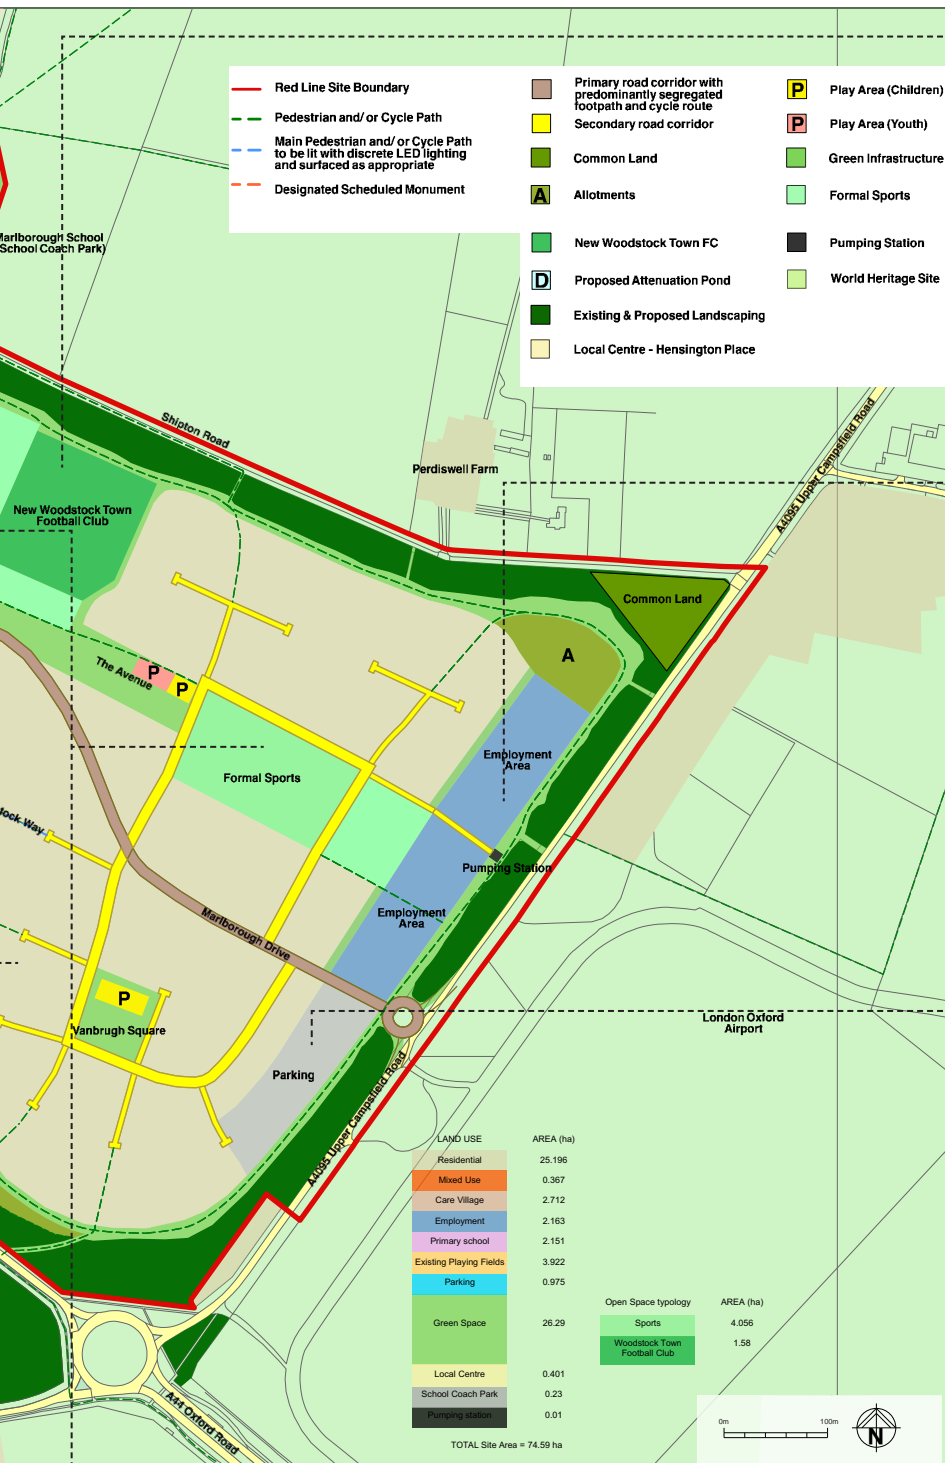 Red Line Site Boundary
Pedestrian and/ or Cycle Path
Main Pedestrian and/ or Cycle Path
to be lit with discrete LED lighting
and surfaced as appropriate
Designated Scheduled Monument
Primary road corridor with
predominantly segregated
footpath and cycle route
Secondary road corridor
Common Land
A Allotments
New Woodstock Town FC
D Proposed Attenuation Pond
Existing & Proposed Landscaping
Local Centre - Hensington Place
P Play Area (Children)
P Play Area (Youth)
Green Infrastructure
Formal Sports
Pumping Station
World Heritage Site
Marlborough School
(School Coach Park)
Shipton Road
Perdiswell Farm
A4095 Upper Campsfield Road
New Woodstock Town
Football Club
Common Land
A
The Avenue
P
P
Employment
Area
Formal Sports
tock Way
Pumping Station
Employment
Area
Marlborough Drive
P
Vanbrugh Square
London Oxford
Airport
Parking
A4095 Upper Campsfield Road
A44 Oxford Road
LAND USE AREA (ha)
Residential 25.196
Mixed Use 0.367
Care Village 2.712
Employment 2.163
Primary school 2.151
Existing Playing Fields 3.922
Parking 0.975
Green Space 26.29
Local Centre 0.401
School Coach Park 0.23
Pumping station 0.01
TOTAL Site Area = 74.59 ha
Open Space typology AREA (ha)
Sports 4.056
Woodstock Town 1.58
Football Club
0m 100m
N